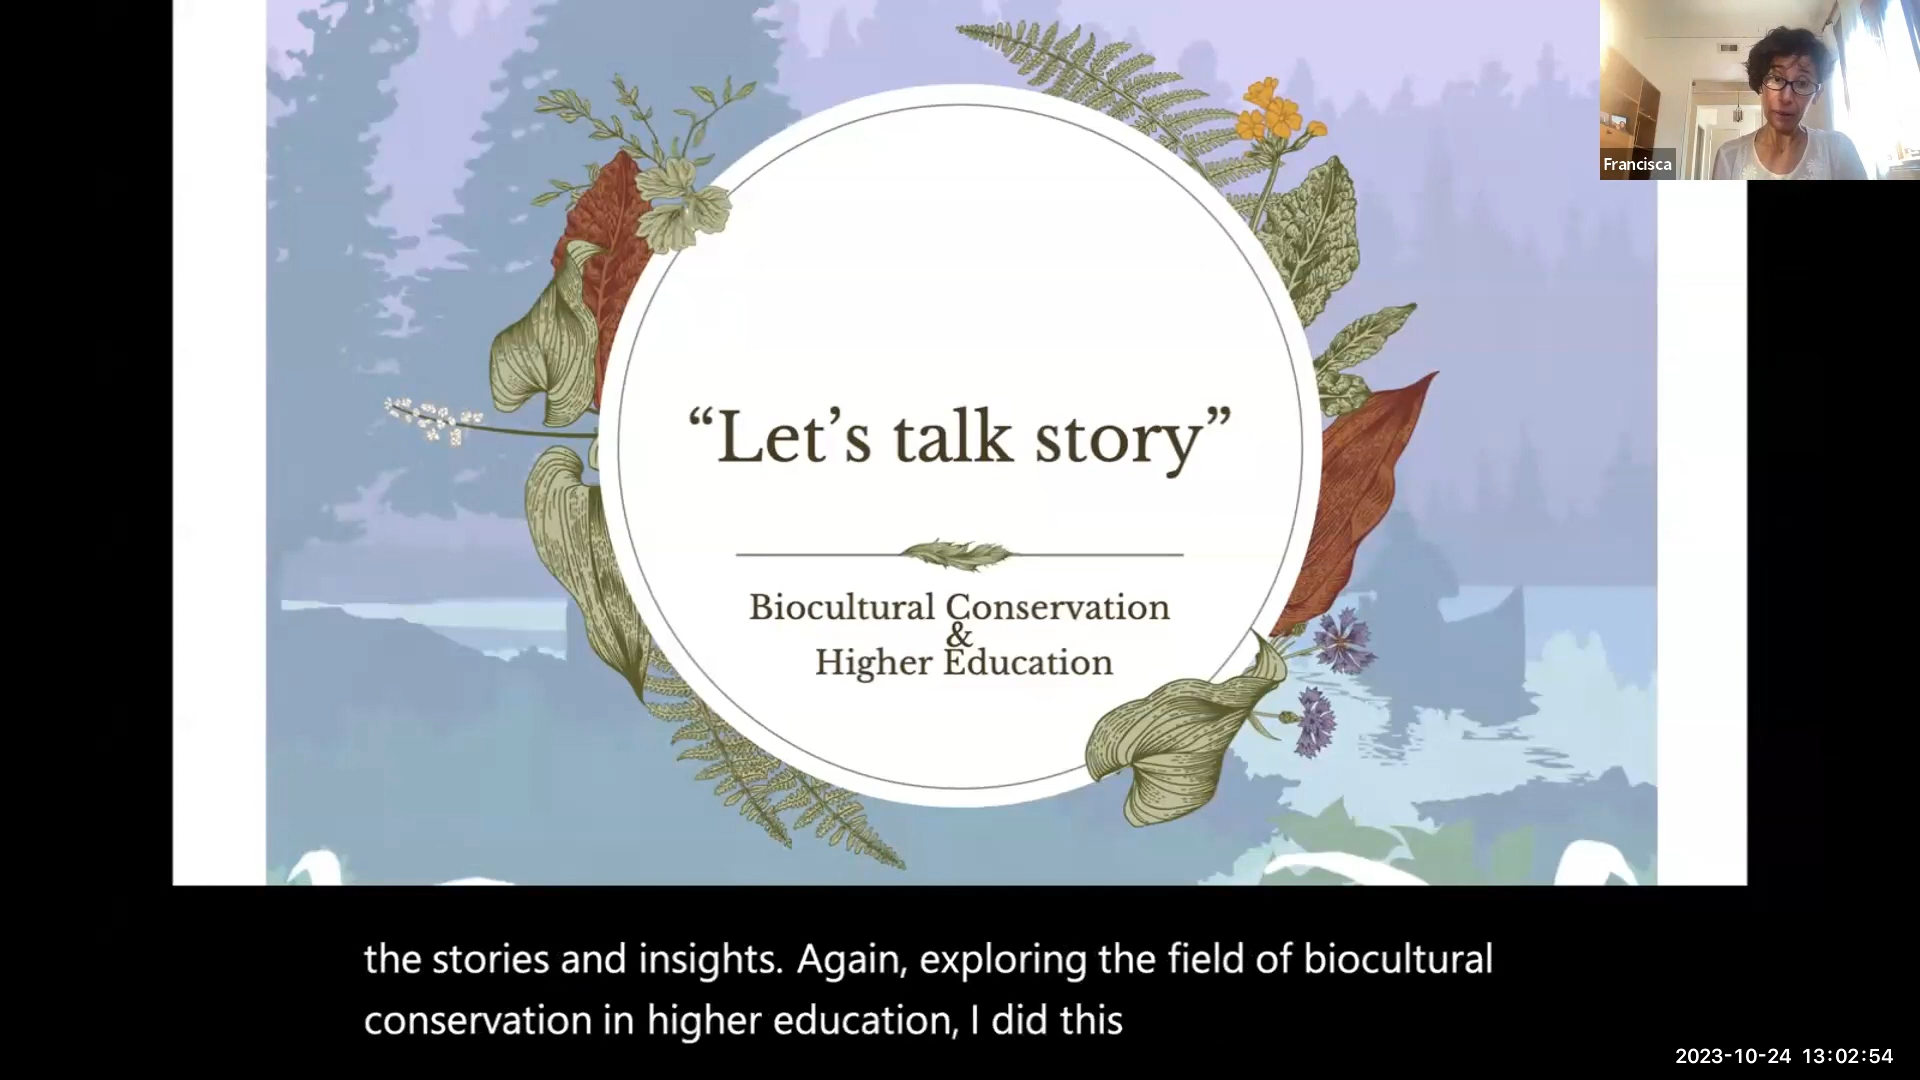 Francisca
“Let’s talk story”
Biocultural Conservation
&
Higher Education
the stories and insights. Again, exploring the field of biocultural
conservation in higher education, I did this
2023-10-24 13:02:54